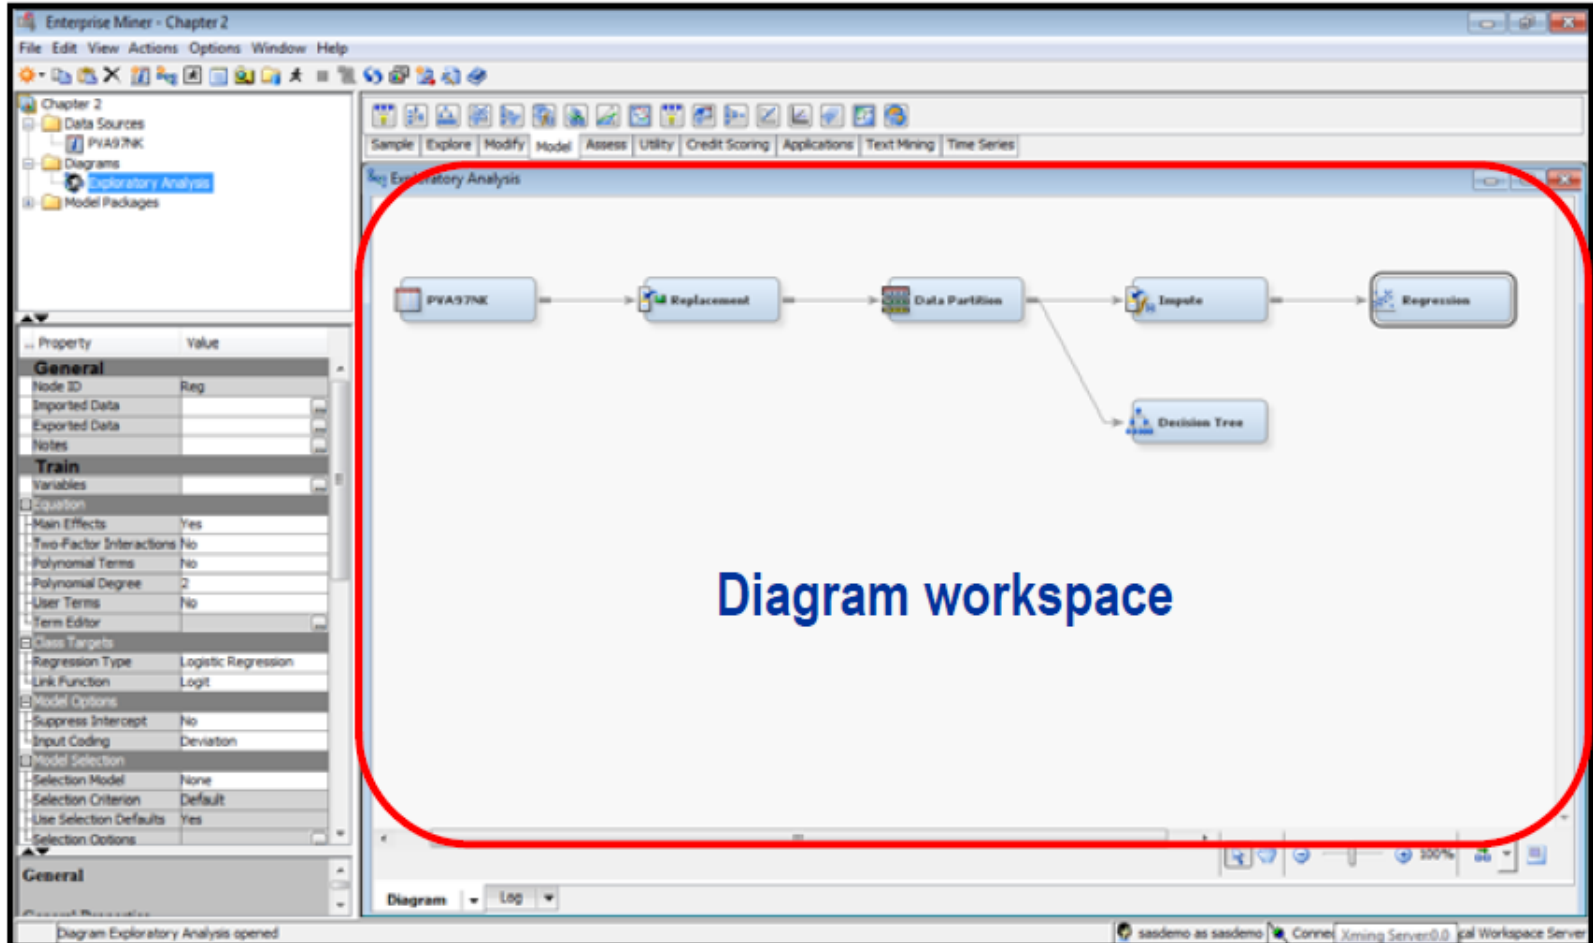 Enterprise Miner - Chapter 2
File Edit View Actions Options Window Help
Chapter 2
Data Sources
PVA97NK
Diagrams
Exploratory Analysis
Model Packages
Sample Explore Modify Model Assess Utility Credit Scoring Applications Text Mining Time Series
Exploratory Analysis
PVA97NK
Replacement
Data Partition
Impute
Regression
Decision Tree
Diagram workspace
... Property Value
General
Node ID Reg
Imported Data ...
Exported Data ...
Notes ...
Train
Variables ...
Equation
Main Effects Yes
Two-Factor Interactions No
Polynomial Terms No
Polynomial Degree 2
User Terms No
Term Editor ...
Class Targets
Regression Type Logistic Regression
Link Function Logit
Model Options
Suppress Intercept No
Input Coding Deviation
Model Selection
Selection Model None
Selection Criterion Default
Use Selection Defaults Yes
Selection Options
General
100%
Diagram Log
Diagram Exploratory Analysis opened
sasdemo as sasdemo Xming Server:0.0 Workspace Server